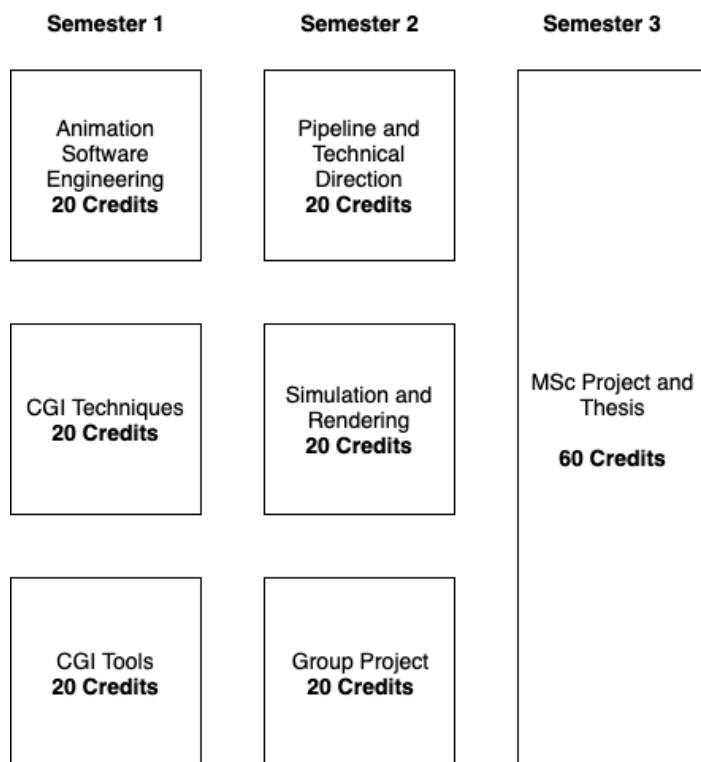 Semester 1
Semester 2
Semester 3
Animation
Software
Engineering
20 Credits
Pipeline and
Technical
Direction
20 Credits
CGI Techniques
20 Credits
Simulation and
Rendering
20 Credits
MSc Project and
Thesis
60 Credits
CGI Tools
20 Credits
Group Project
20 Credits